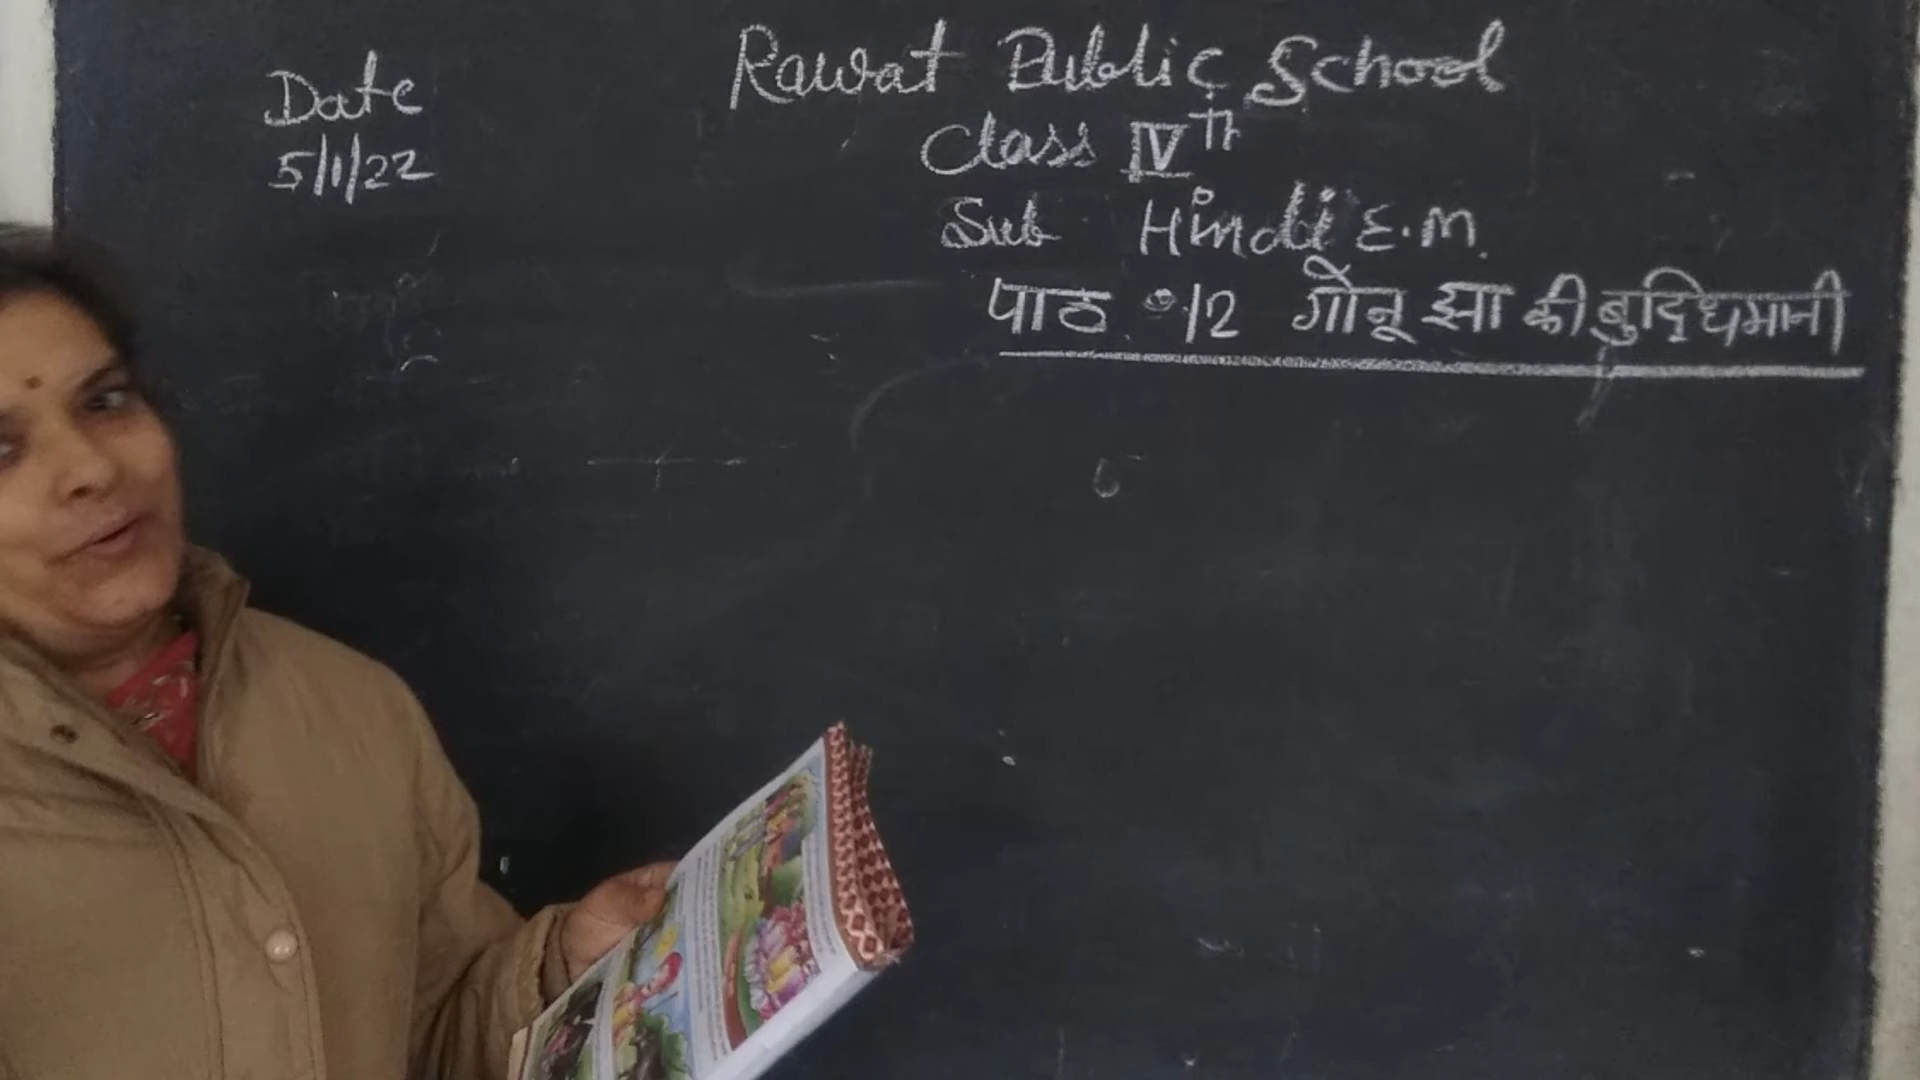 Date
5/1/22
Rawat Public School
Class IVth
Sub Hindi E.M.
पाठ 12 गोनू झा की बुद्धिमानी